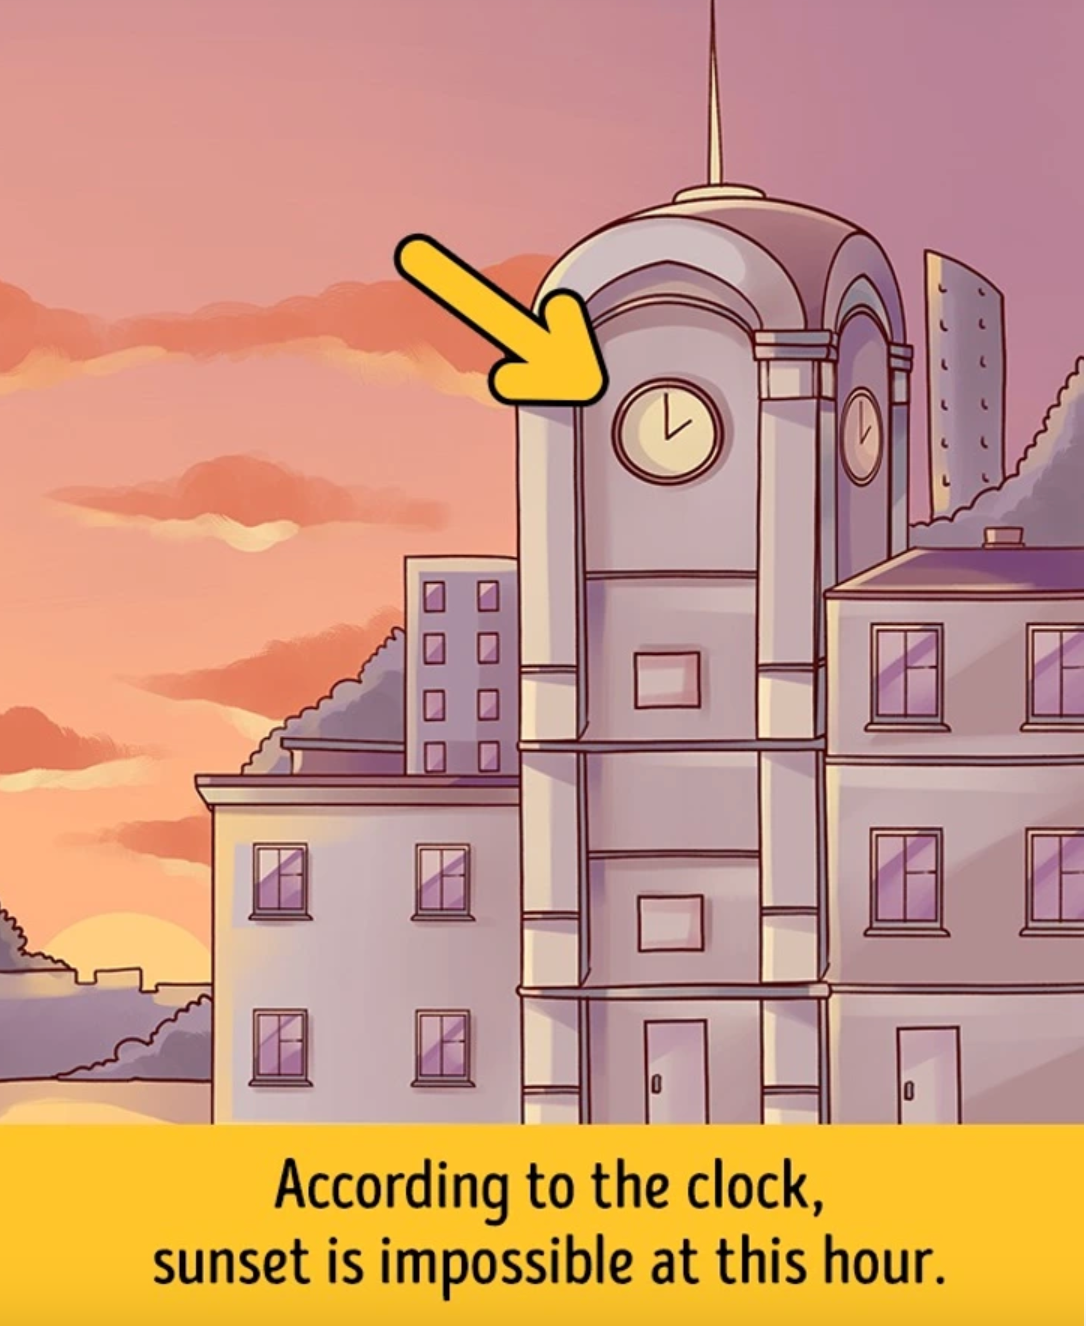 According to the clock,
sunset is impossible at this hour.